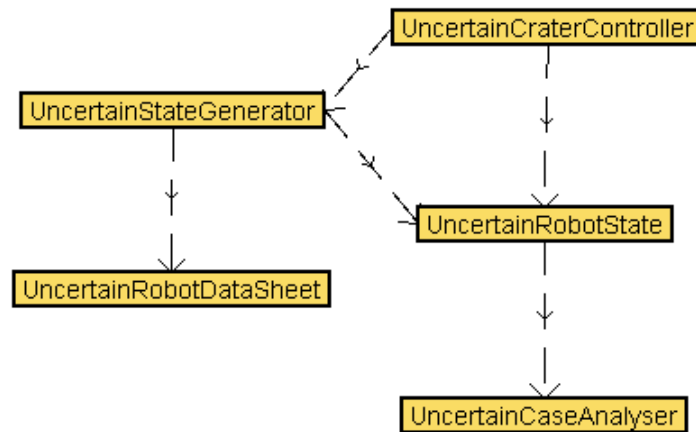 UncertainCraterController
UncertainStateGenerator
UncertainRobotState
UncertainRobotDataSheet
UncertainCaseAnalyser